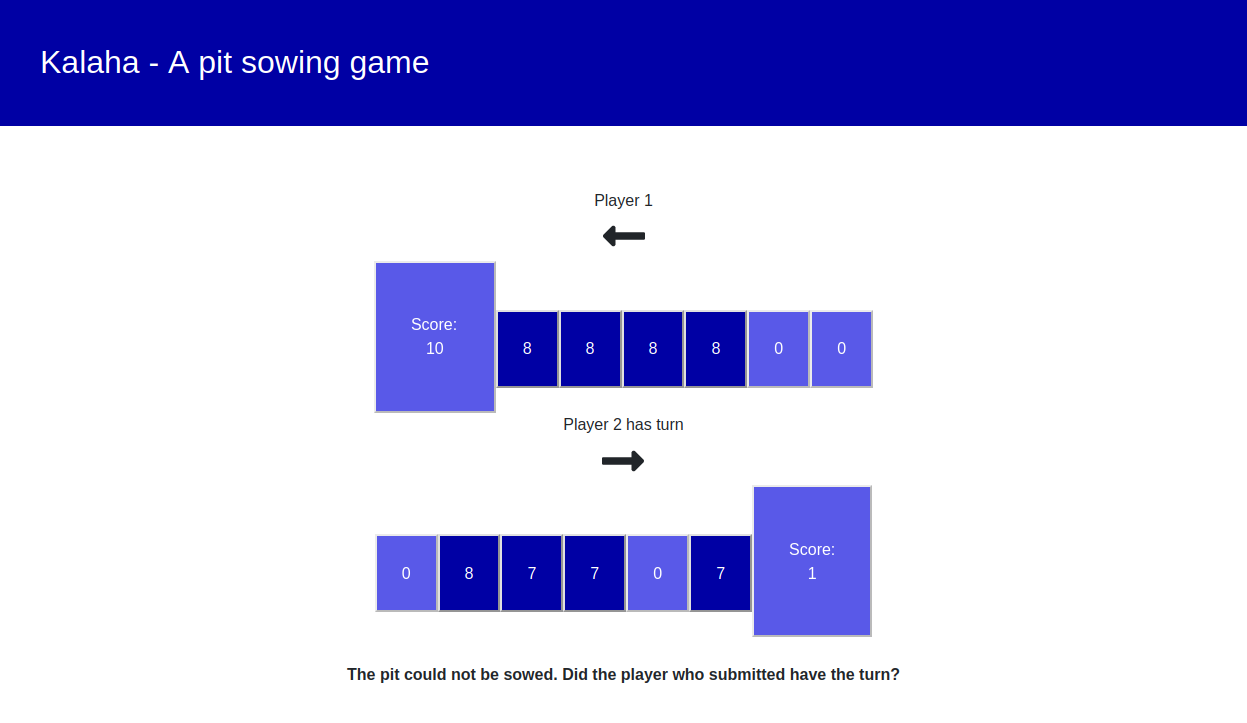 Kalaha - A pit sowing game
Player 1
Score:
10
8 8 8 8 0 0
Player 2 has turn
0 8 7 7 0 7
Score:
1
The pit could not be sowed. Did the player who submitted have the turn?